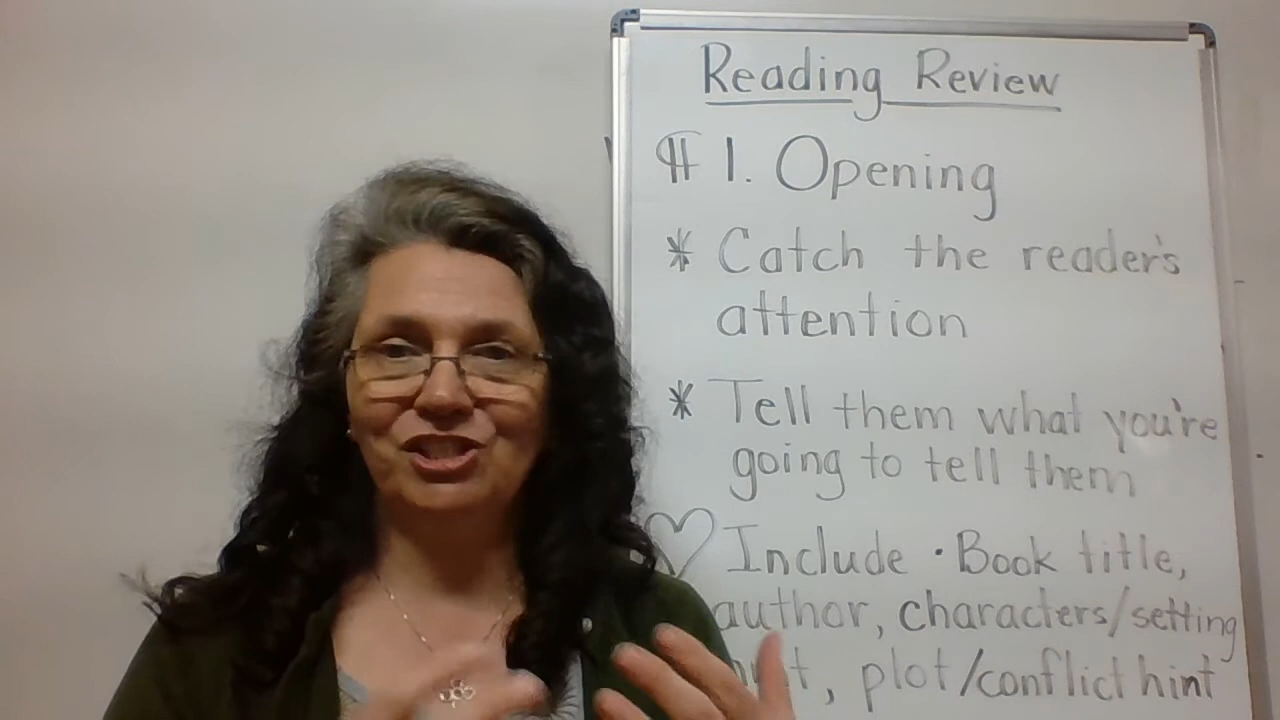 Reading Review
¶ 1. Opening
* Catch the reader's
attention
* Tell them what you're
going to tell them
♡ Include • Book title,
author, characters/setting
, plot/conflict hint